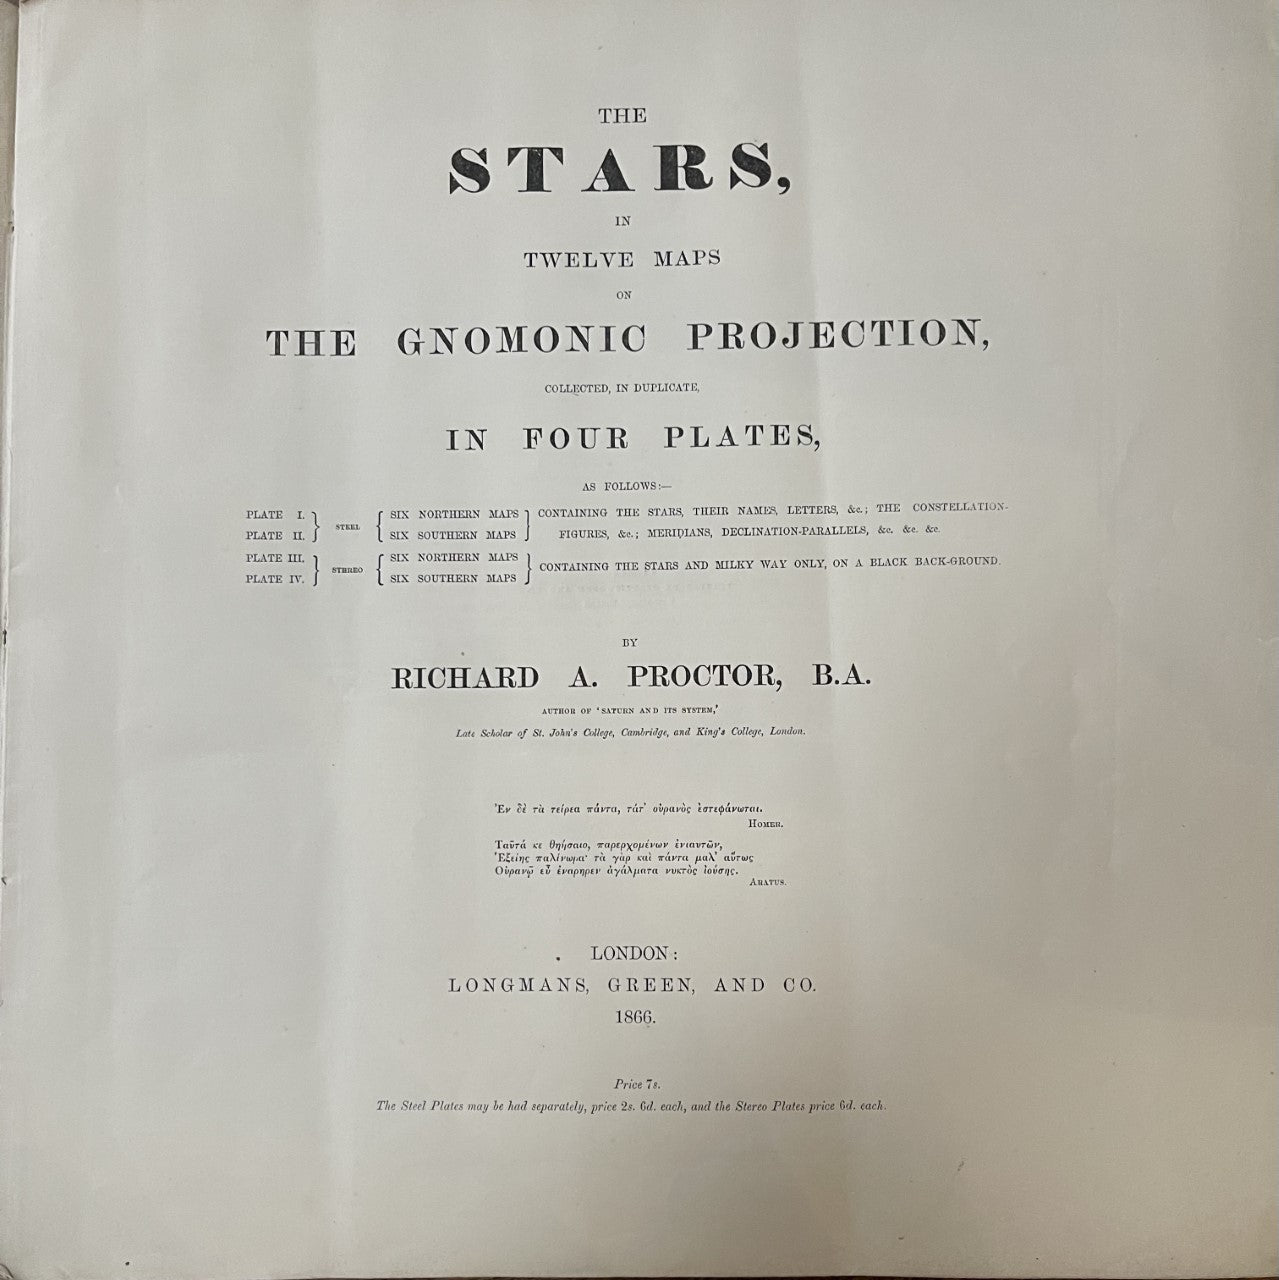 THE
STARS,
IN
TWELVE MAPS
ON
THE GNOMONIC PROJECTION,
COLLECTED, IN DUPLICATE,
IN FOUR PLATES,
AS FOLLOWS:—
PLATE I. } STEEL { SIX NORTHERN MAPS } CONTAINING THE STARS, THEIR NAMES, LETTERS, &c.; THE CONSTELLATION-
PLATE II. } { SIX SOUTHERN MAPS } FIGURES, &c.; MERIDIANS, DECLINATION-PARALLELS, &c. &c. &c.
PLATE III. } STEREO { SIX NORTHERN MAPS } CONTAINING THE STARS AND MILKY WAY ONLY, ON A BLACK BACK-GROUND.
PLATE IV. } { SIX SOUTHERN MAPS }
BY
RICHARD A. PROCTOR, B.A.
AUTHOR OF 'SATURN AND ITS SYSTEM,'
Late Scholar of St. John's College, Cambridge, and King's College, London.
Ἐν δὲ τὰ τείρεα πάντα, τάτ' οὐρανὸς ἐστεφάνωται.
HOMER.
Ταῦτά κε θηήσαιο, παρερχομένων ἐνιαυτῶν,
Ἑξείης παλίνωρα· τὰ γὰρ καὶ πάντα μαλ' αὔτως
Οὐρανῷ εὖ ἐναρηρεν ἀγάλματα νυκτὸς ἰούσης.
ARATUS.
LONDON:
LONGMANS, GREEN, AND CO.
1866.
Price 7s.
The Steel Plates may be had separately, price 2s. 6d. each, and the Stereo Plates price 6d. each.